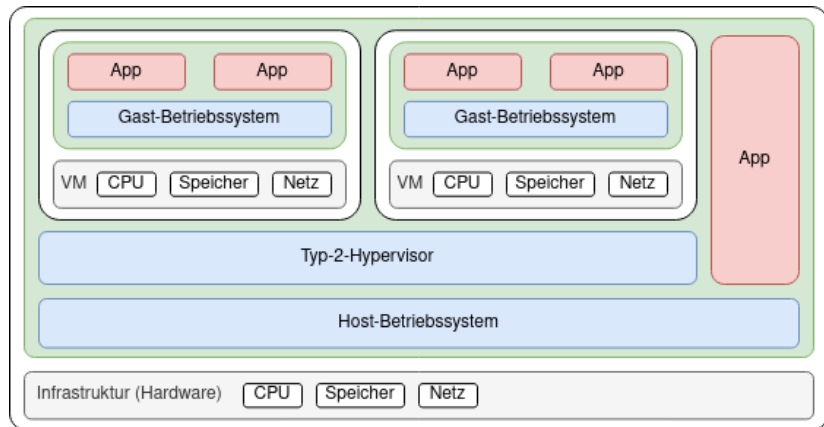 App App App App
Gast-Betriebssystem Gast-Betriebssystem
App
VM CPU Speicher Netz VM CPU Speicher Netz
Typ-2-Hypervisor
Host-Betriebssystem
Infrastruktur (Hardware) CPU Speicher Netz